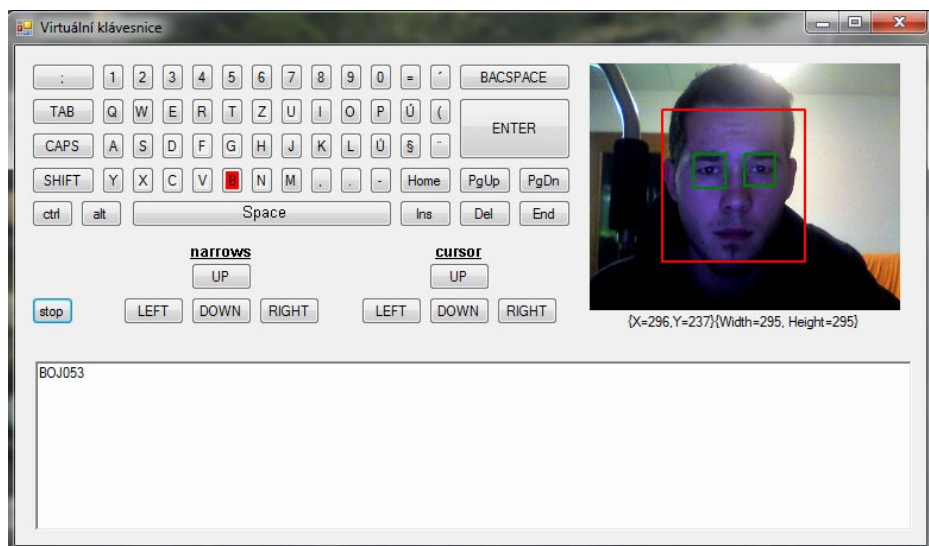 Virtuální klávesnice
; 1 2 3 4 5 6 7 8 9 0 = ´ BACSPACE
TAB Q W E R T Z U I O P Ú (
ENTER
CAPS A S D F G H J K L Ů § ¨
SHIFT Y X C V B N M , . - Home PgUp PgDn
ctrl alt Space Ins Del End
narrows cursor
UP UP
stop LEFT DOWN RIGHT LEFT DOWN RIGHT
{X=296,Y=237}{Width=295, Height=295}
BOJ053